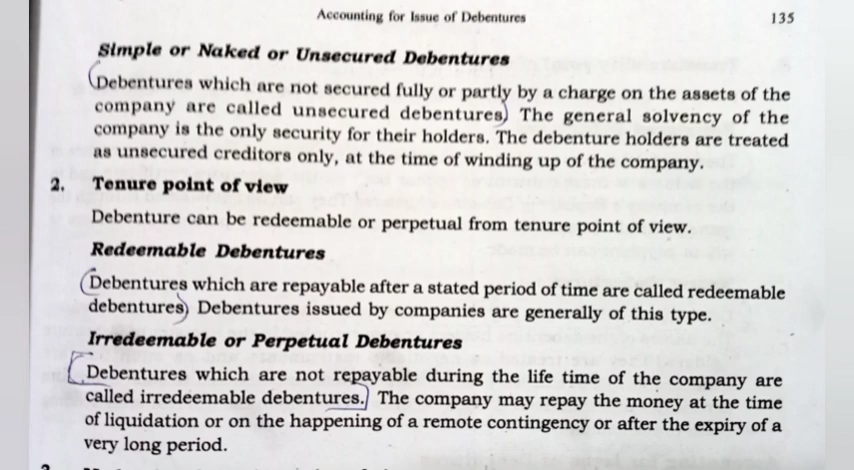 Accounting for Issue of Debentures 135
Simple or Naked or Unsecured Debentures
Debentures which are not secured fully or partly by a charge on the assets of the
company are called unsecured debentures. The general solvency of the
company is the only security for their holders. The debenture holders are treated
as unsecured creditors only, at the time of winding up of the company.
2. Tenure point of view
Debenture can be redeemable or perpetual from tenure point of view.
Redeemable Debentures
Debentures which are repayable after a stated period of time are called redeemable
debentures. Debentures issued by companies are generally of this type.
Irredeemable or Perpetual Debentures
Debentures which are not repayable during the life time of the company are
called irredeemable debentures. The company may repay the money at the time
of liquidation or on the happening of a remote contingency or after the expiry of a
very long period.